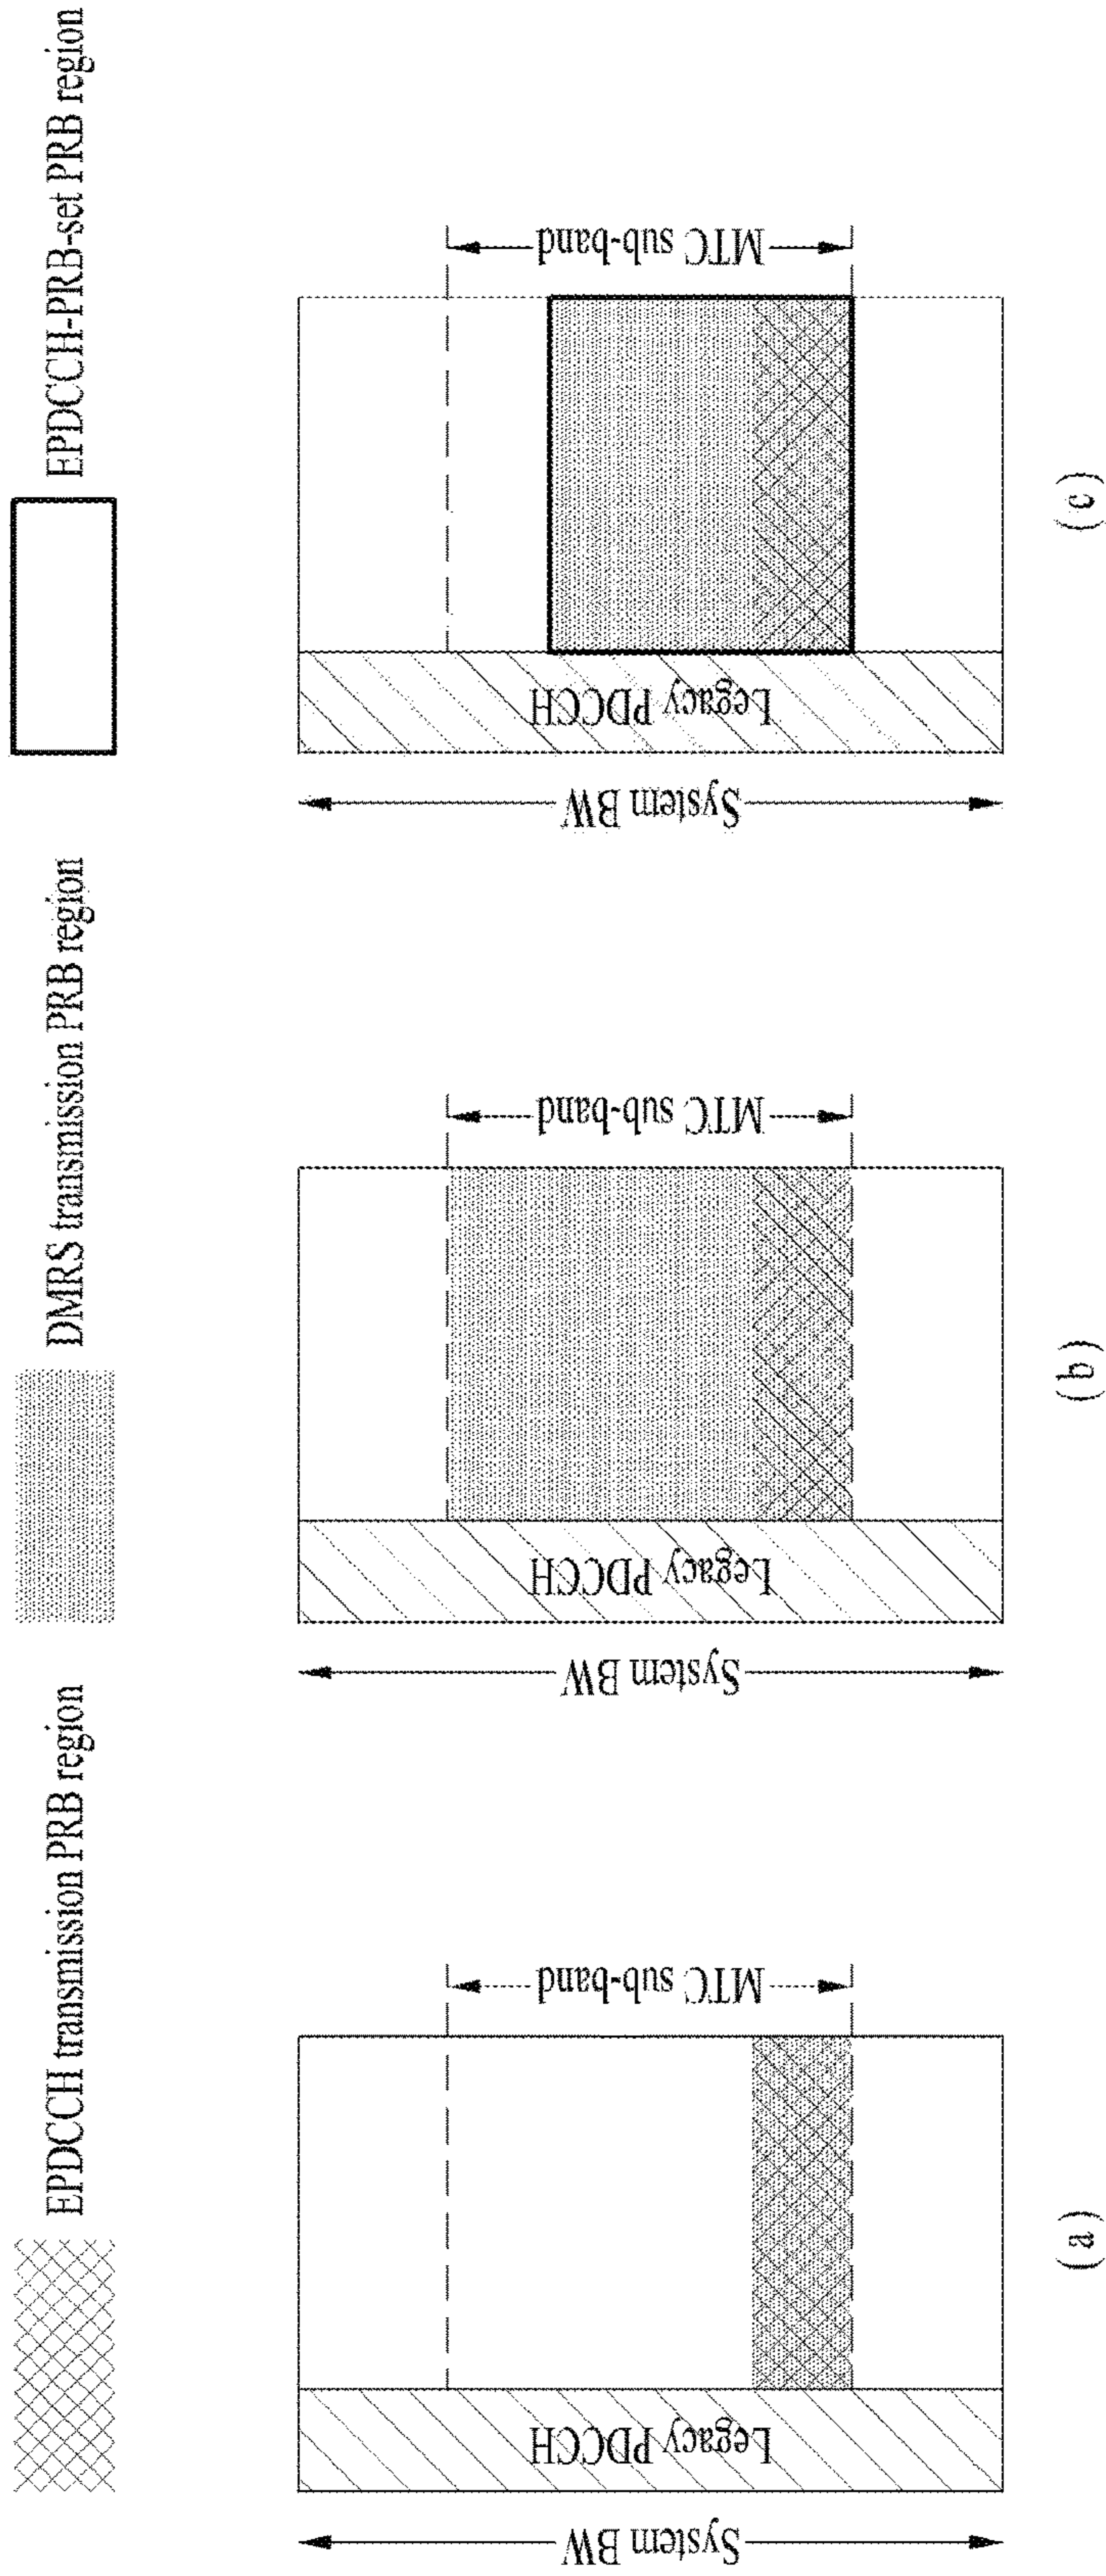 EPDCCH transmission PRB region
DMRS transmission PRB region
EPDCCH-PRB-set PRB region
System BW
Legacy PDCCH
MTC sub-band
(a)
System BW
Legacy PDCCH
MTC sub-band
(b)
System BW
Legacy PDCCH
MTC sub-band
(c)